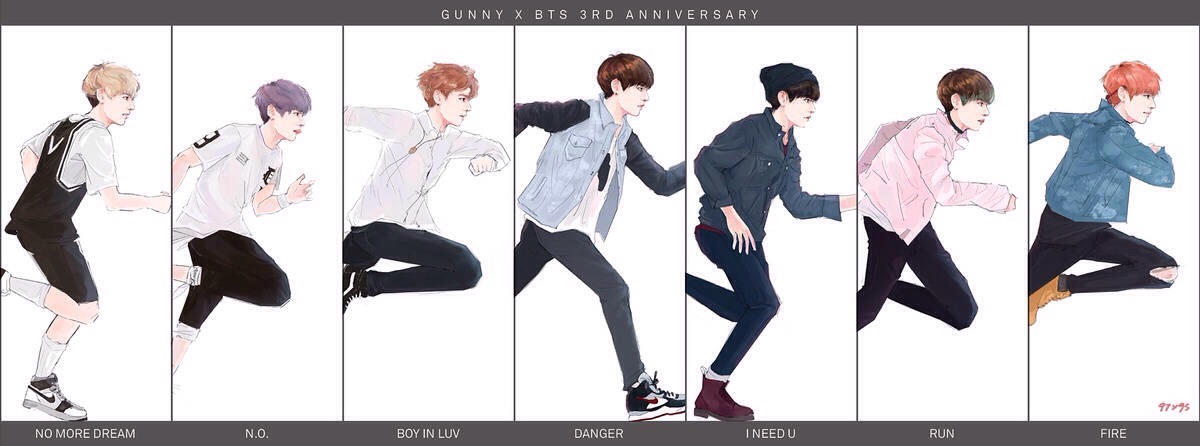 GUNNY X BTS 3RD ANNIVERSARY
NO MORE DREAM
N.O.
BOY IN LUV
DANGER
I NEED U
RUN
FIRE